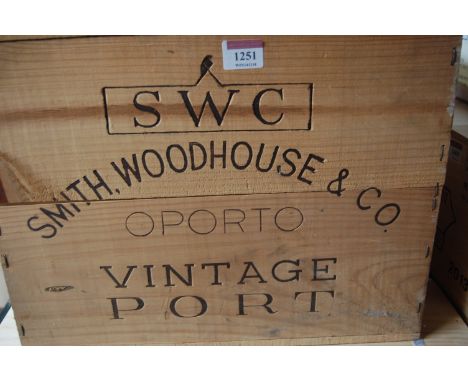 1251
SWC
SMITH, WOODHOUSE & CO.
OPORTO
VINTAGE
PORT